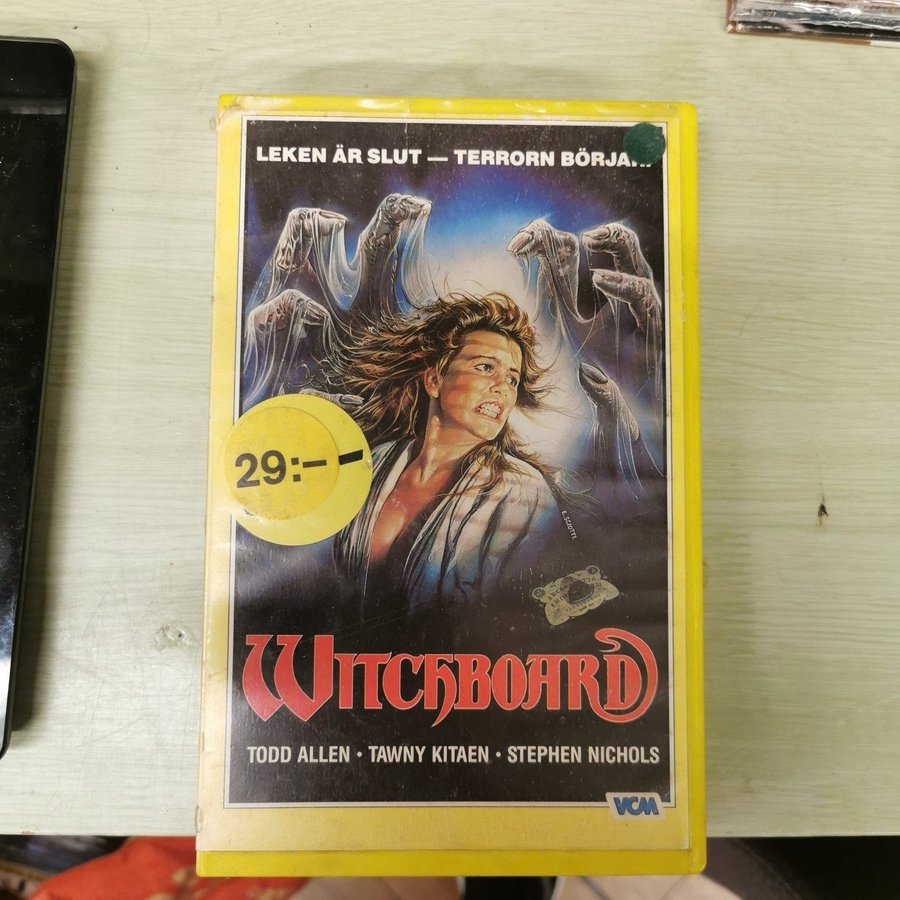 LEKEN ÄR SLUT — TERRORN BÖRJAR
29:–
WITCHBOARD
TODD ALLEN • TAWNY KITAEN • STEPHEN NICHOLS
VCM